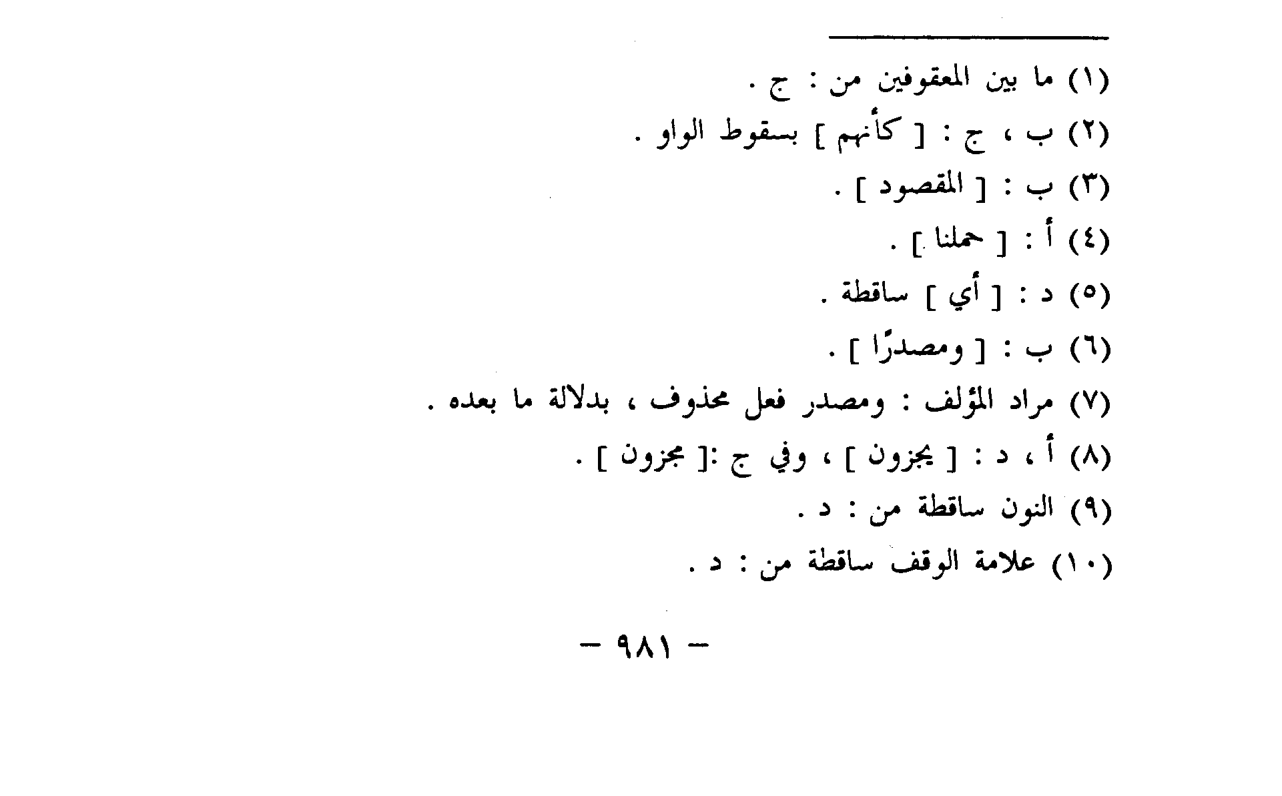 (١) ما بين المعقوفين من : ج .
(٢) ب ، ج : [ كأنهم ] بسقوط الواو .
(٣) ب : [ المقصود ] .
(٤) أ : [ حملنا ] .
(٥) د : [ أي ] ساقطة .
(٦) ب : [ ومصدرًا ] .
(٧) مراد المؤلف : ومصدر فعل محذوف ، بدلالة ما بعده .
(٨) أ ، د : [ يجزون ] ، وفي ج :[ مجزون ] .
(٩) النون ساقطة من : د .
(١٠) علامة الوقف ساقطة من : د .
– ٩٨١ –